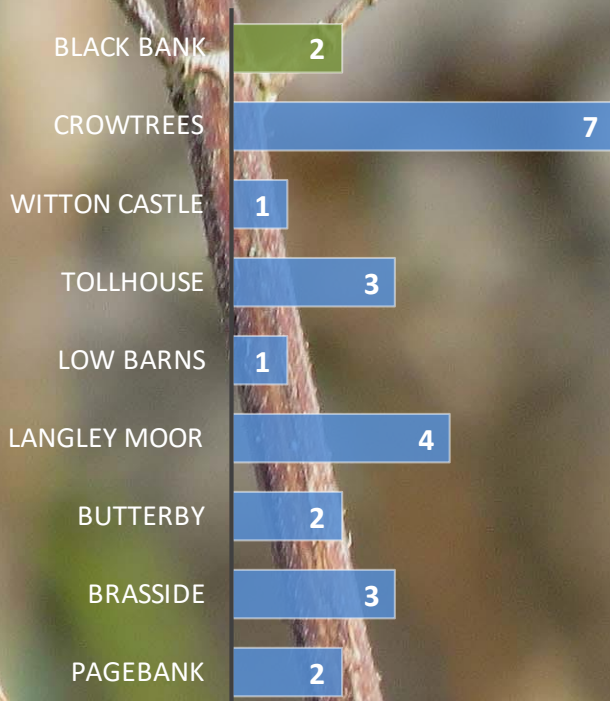 BLACK BANK 2
CROWTREES 7
WITTON CASTLE 1
TOLLHOUSE 3
LOW BARNS 1
LANGLEY MOOR 4
BUTTERBY 2
BRASSIDE 3
PAGEBANK 2